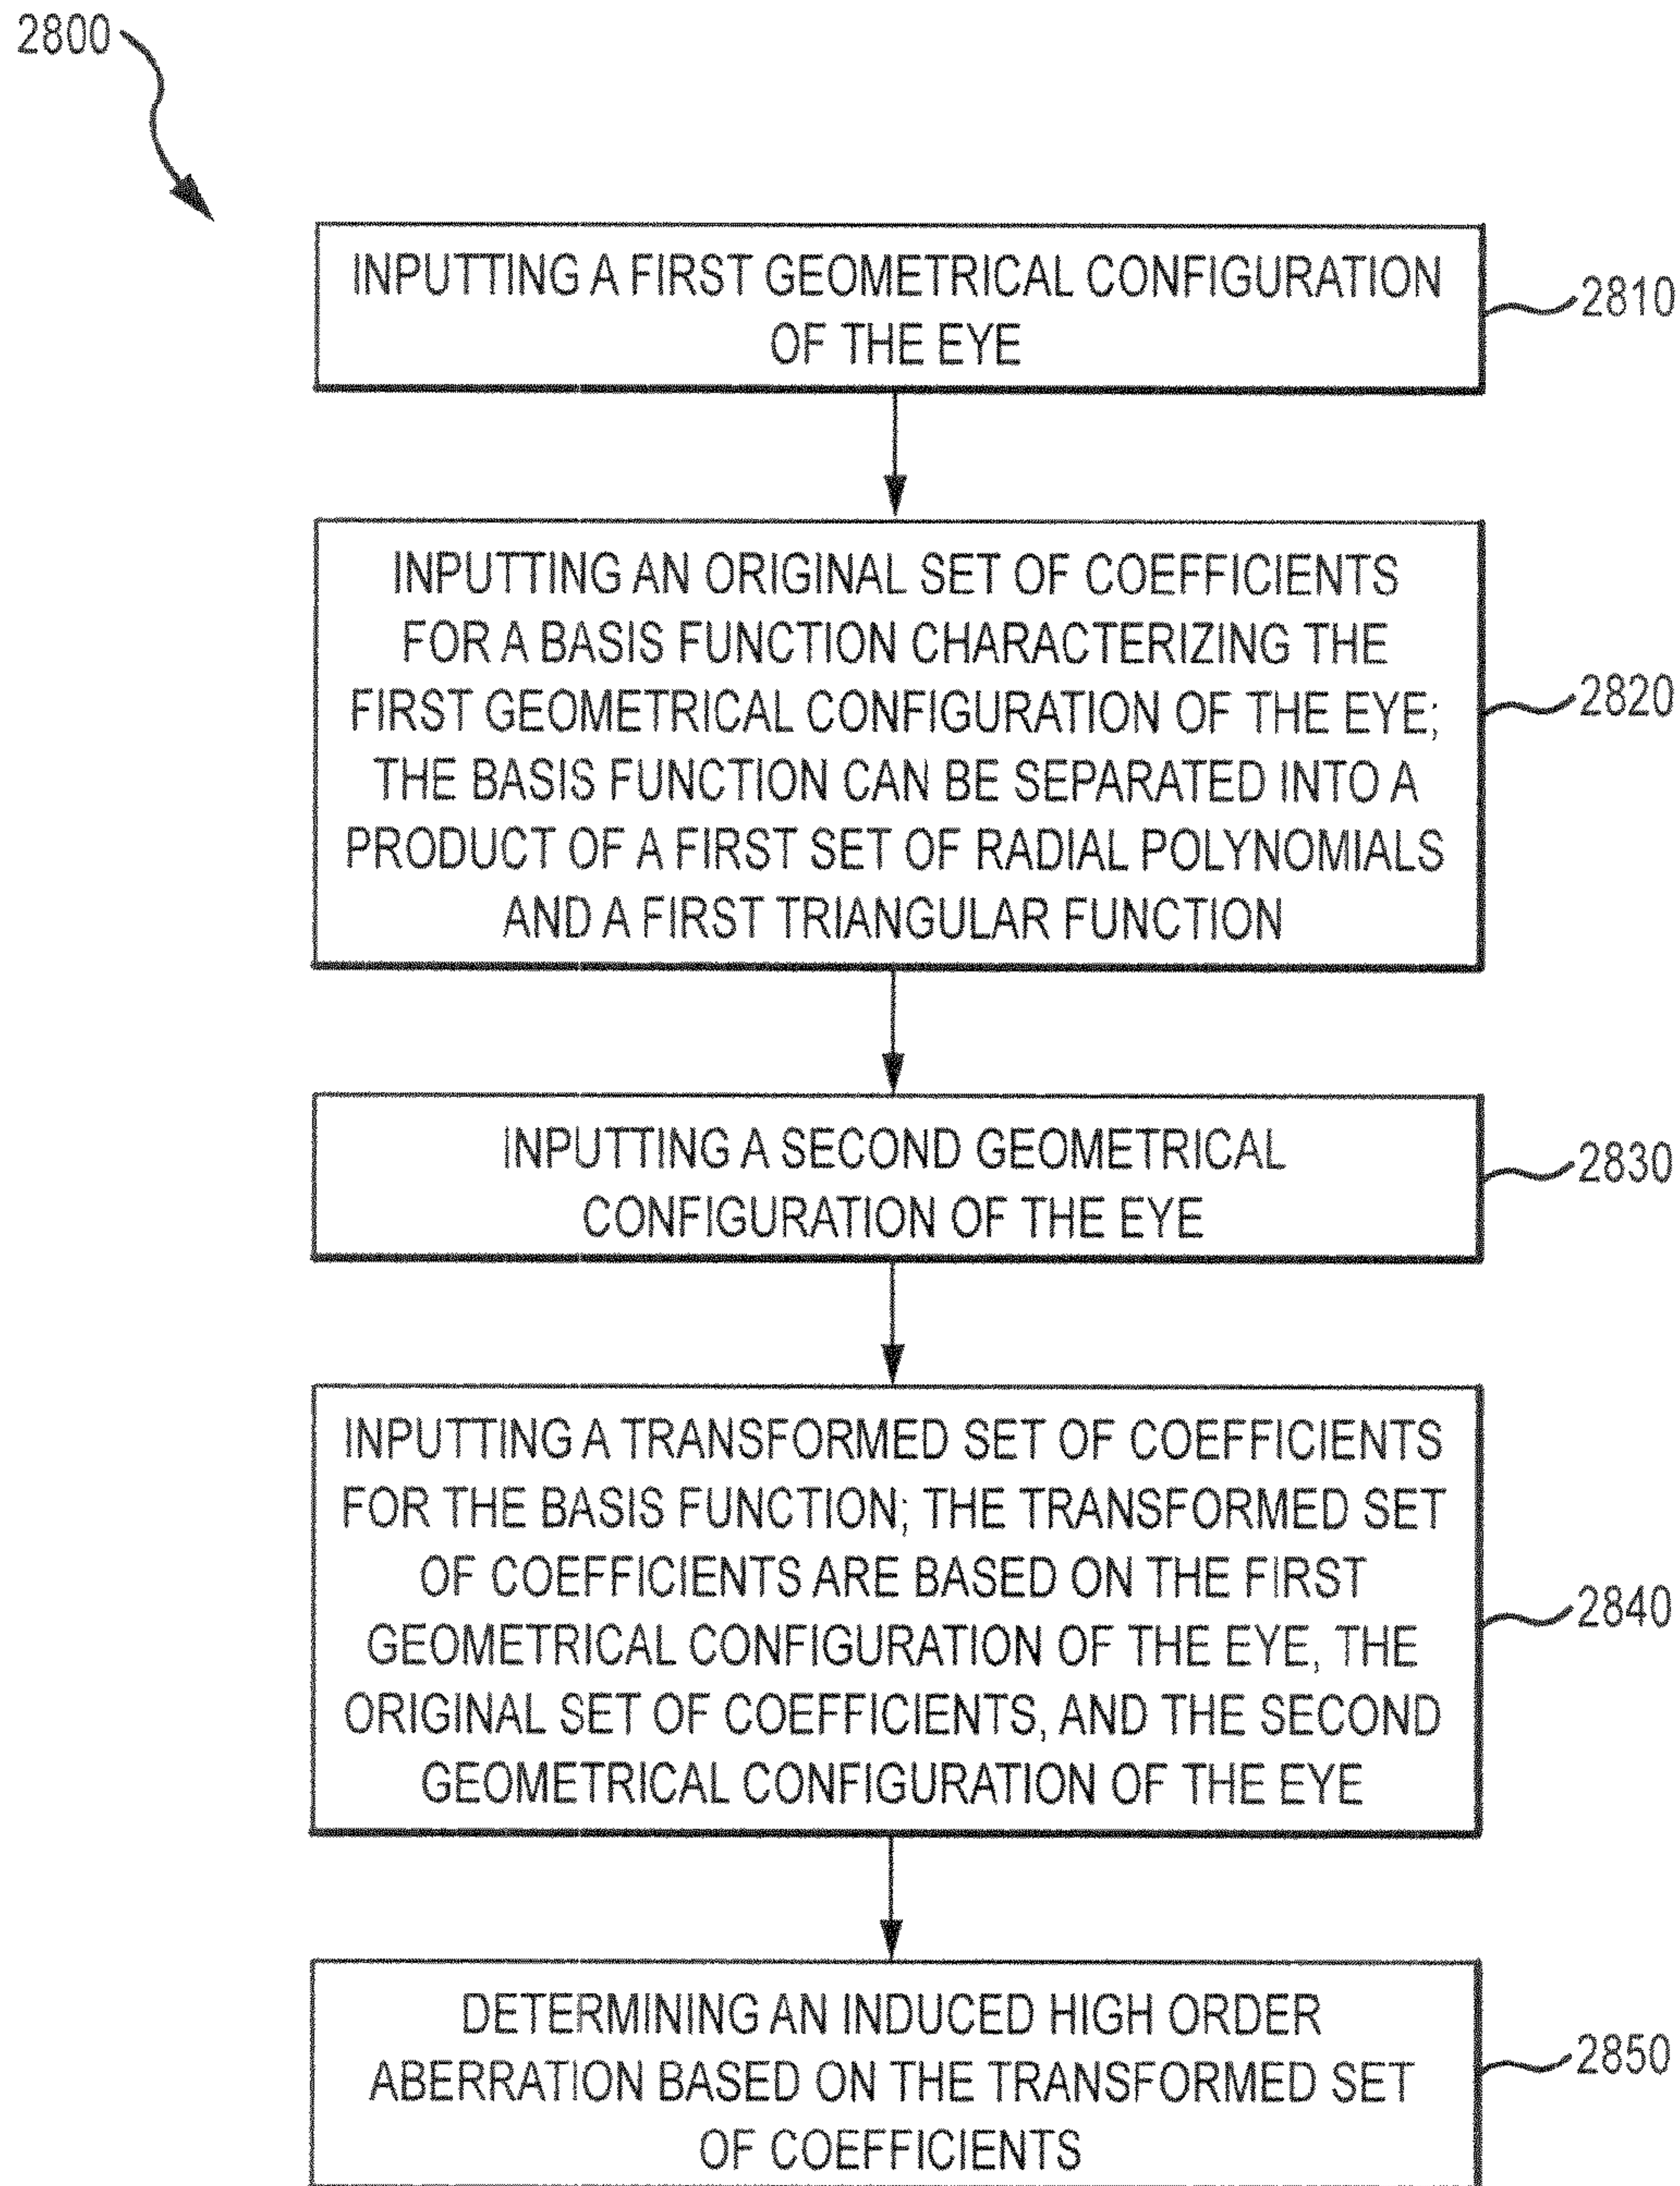 2800
INPUTTING A FIRST GEOMETRICAL CONFIGURATION
OF THE EYE
2810
INPUTTING AN ORIGINAL SET OF COEFFICIENTS
FOR A BASIS FUNCTION CHARACTERIZING THE
FIRST GEOMETRICAL CONFIGURATION OF THE EYE;
THE BASIS FUNCTION CAN BE SEPARATED INTO A
PRODUCT OF A FIRST SET OF RADIAL POLYNOMIALS
AND A FIRST TRIANGULAR FUNCTION
2820
INPUTTING A SECOND GEOMETRICAL
CONFIGURATION OF THE EYE
2830
INPUTTING A TRANSFORMED SET OF COEFFICIENTS
FOR THE BASIS FUNCTION; THE TRANSFORMED SET
OF COEFFICIENTS ARE BASED ON THE FIRST
GEOMETRICAL CONFIGURATION OF THE EYE, THE
ORIGINAL SET OF COEFFICIENTS, AND THE SECOND
GEOMETRICAL CONFIGURATION OF THE EYE
2840
DETERMINING AN INDUCED HIGH ORDER
ABERRATION BASED ON THE TRANSFORMED SET
OF COEFFICIENTS
2850